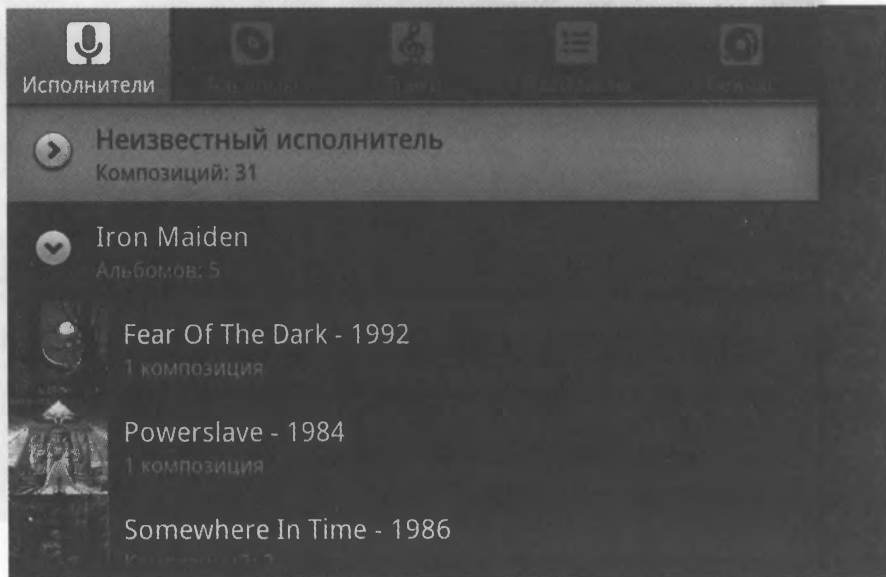 Исполнители
Неизвестный исполнитель
Композиций: 31
Iron Maiden
Альбомов: 5
Fear Of The Dark - 1992
1 композиция
Powerslave - 1984
1 композиция
Somewhere In Time - 1986